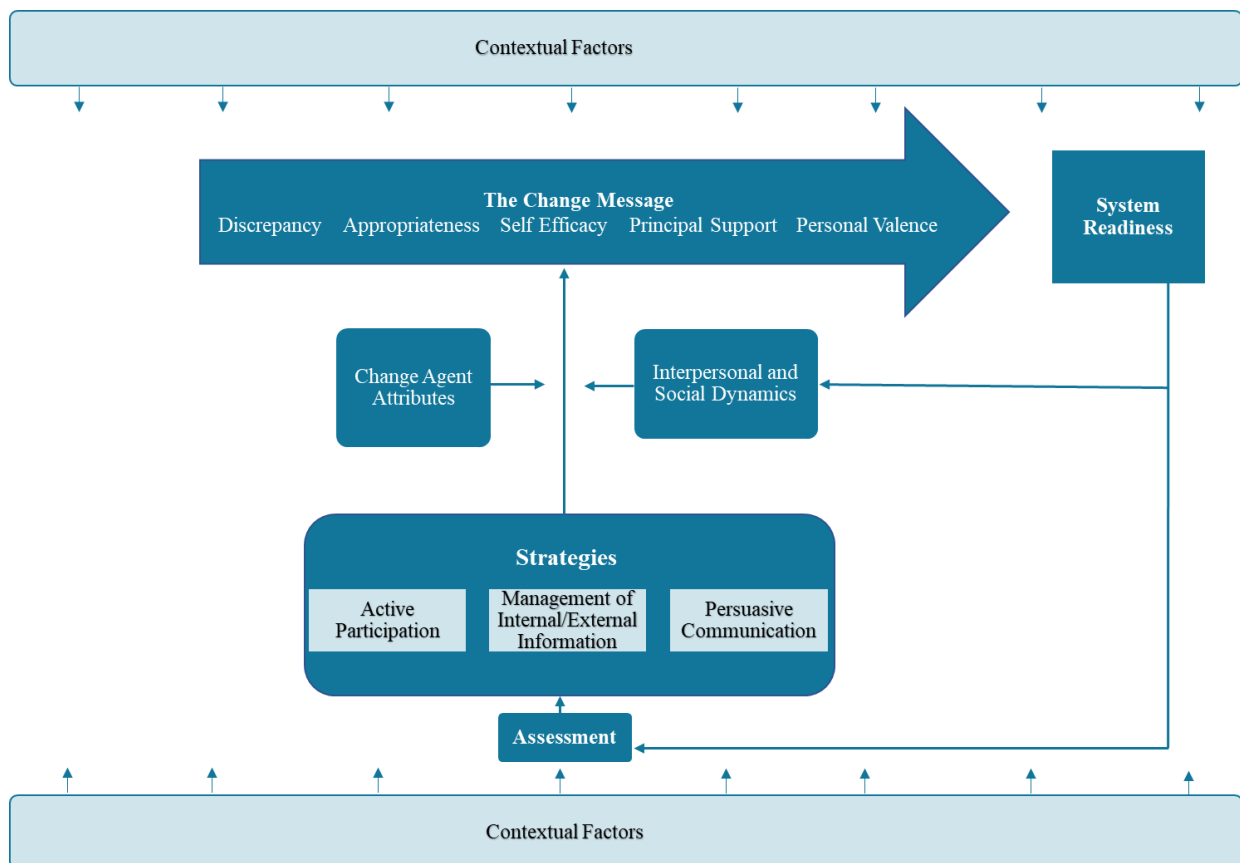 Contextual Factors
The Change Message
Discrepancy Appropriateness Self Efficacy Principal Support Personal Valence
System
Readiness
Change Agent
Attributes
Interpersonal and
Social Dynamics
Strategies
Active
Participation
Management of
Internal/External
Information
Persuasive
Communication
Assessment
Contextual Factors